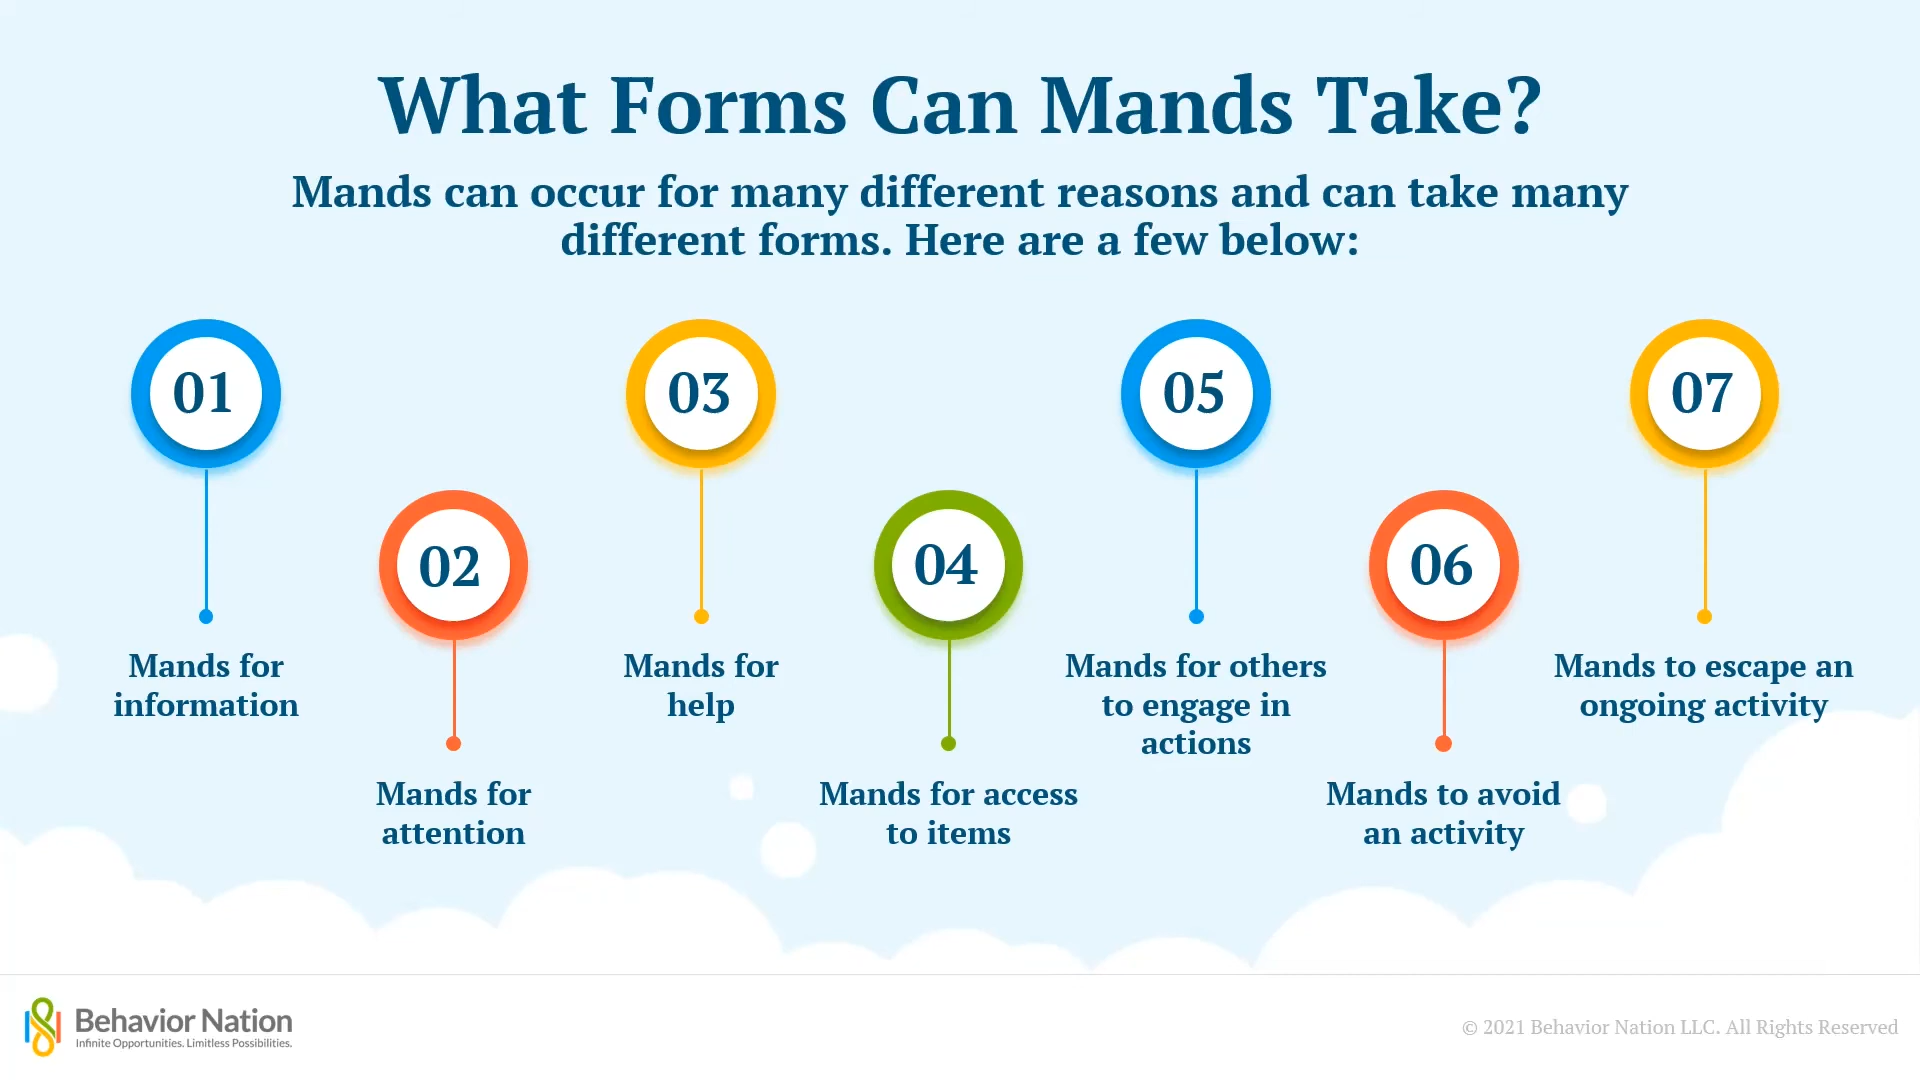 What Forms Can Mands Take?
Mands can occur for many different reasons and can take many
different forms. Here are a few below:
01
Mands for
information
02
Mands for
attention
03
Mands for
help
04
Mands for access
to items
05
Mands for others
to engage in
actions
06
Mands to avoid
an activity
07
Mands to escape an
ongoing activity
Behavior Nation
Infinite Opportunities. Limitless Possibilities.
© 2021 Behavior Nation LLC. All Rights Reserved